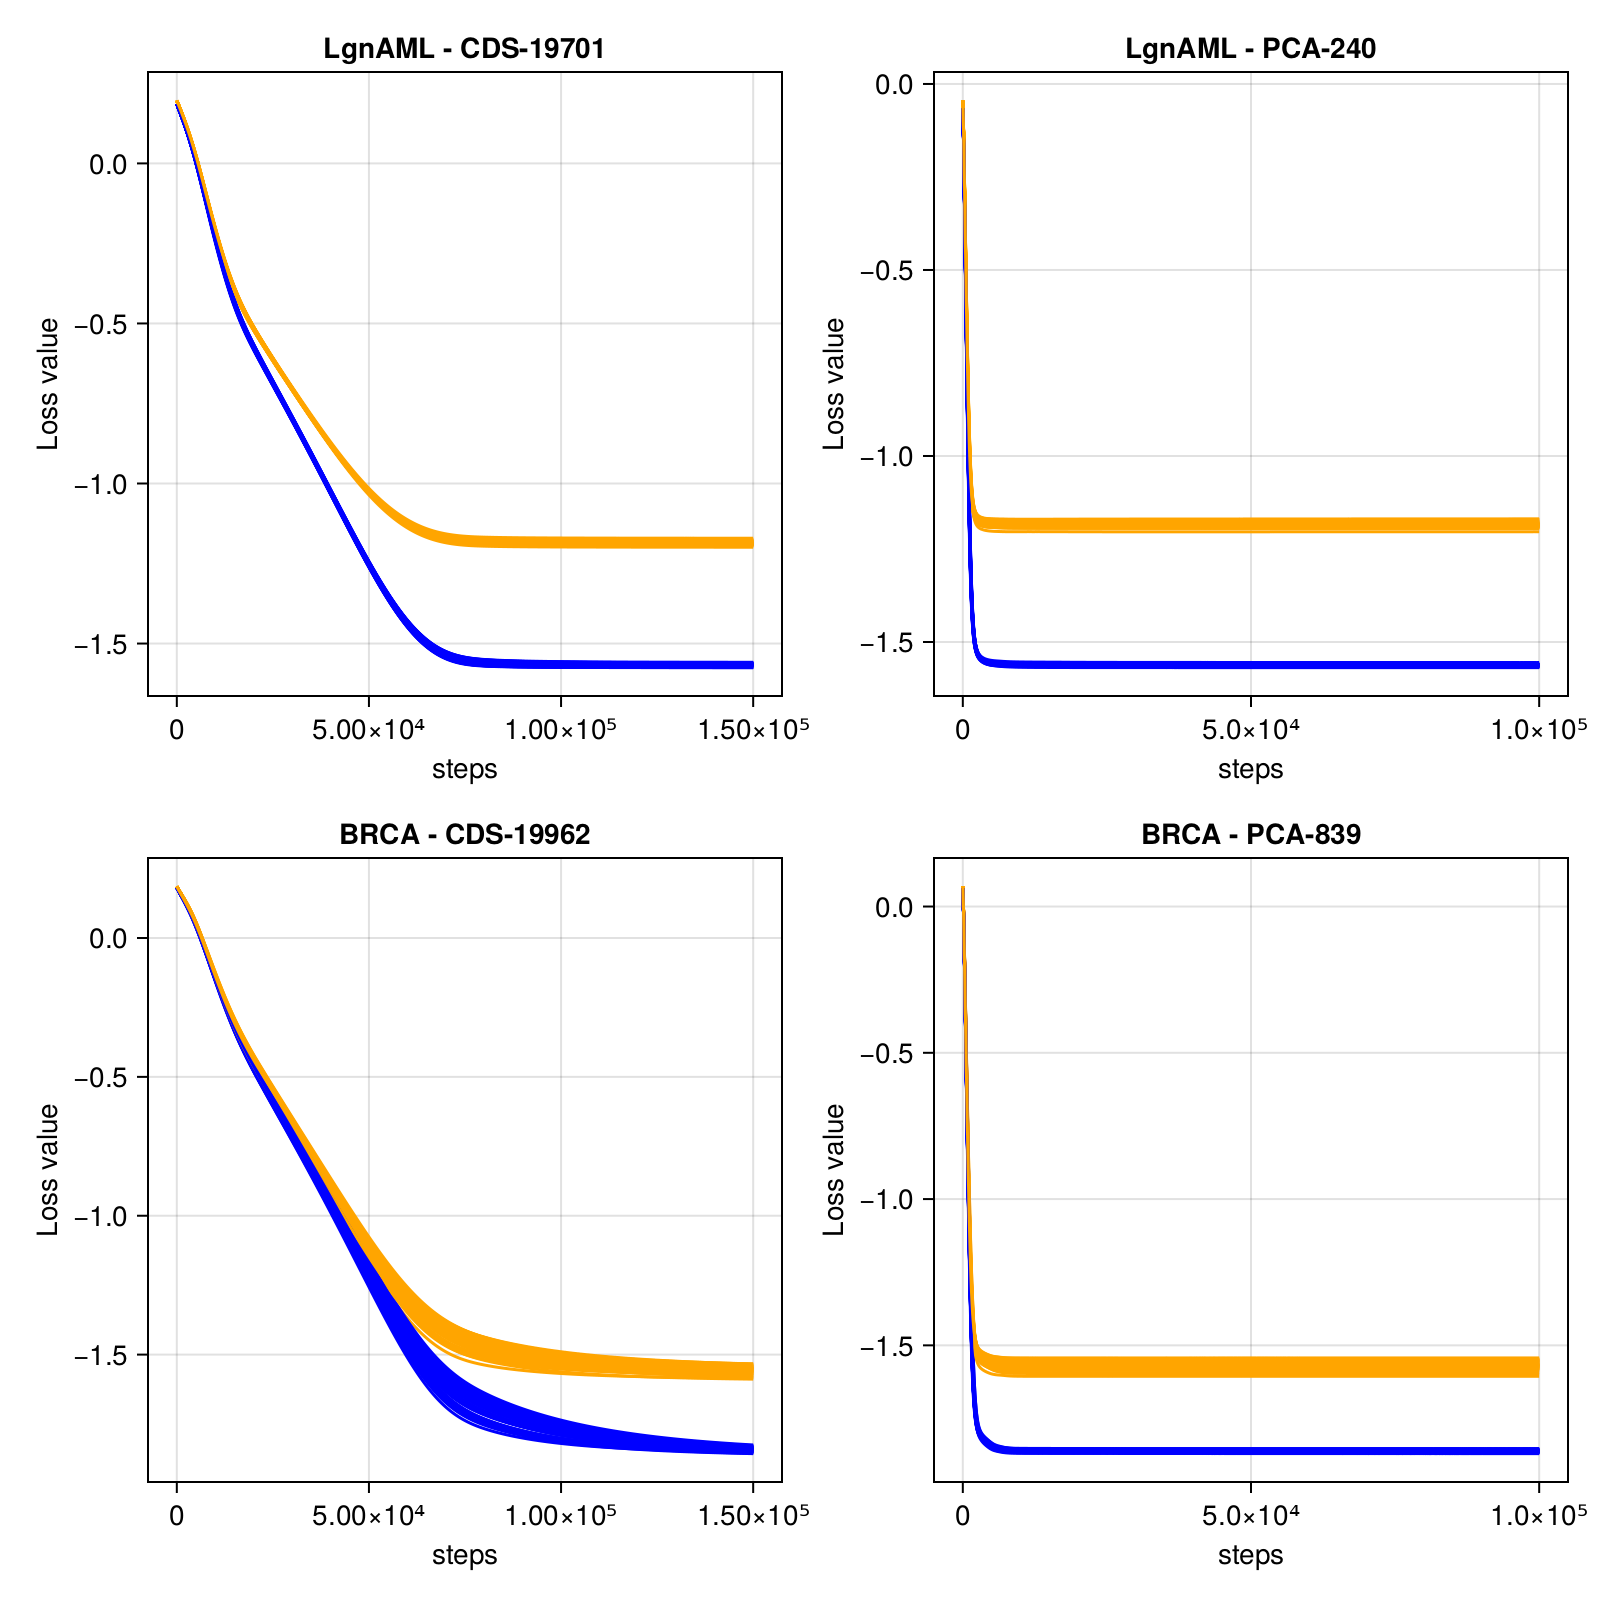 LgnAML - CDS-19701
Loss value
0.0
−0.5
−1.0
−1.5
0 5.00×10⁴ 1.00×10⁵ 1.50×10⁵
steps
LgnAML - PCA-240
Loss value
0.0
−0.5
−1.0
−1.5
0 5.0×10⁴ 1.0×10⁵
steps
BRCA - CDS-19962
Loss value
0.0
−0.5
−1.0
−1.5
0 5.00×10⁴ 1.00×10⁵ 1.50×10⁵
steps
BRCA - PCA-839
Loss value
0.0
−0.5
−1.0
−1.5
0 5.0×10⁴ 1.0×10⁵
steps